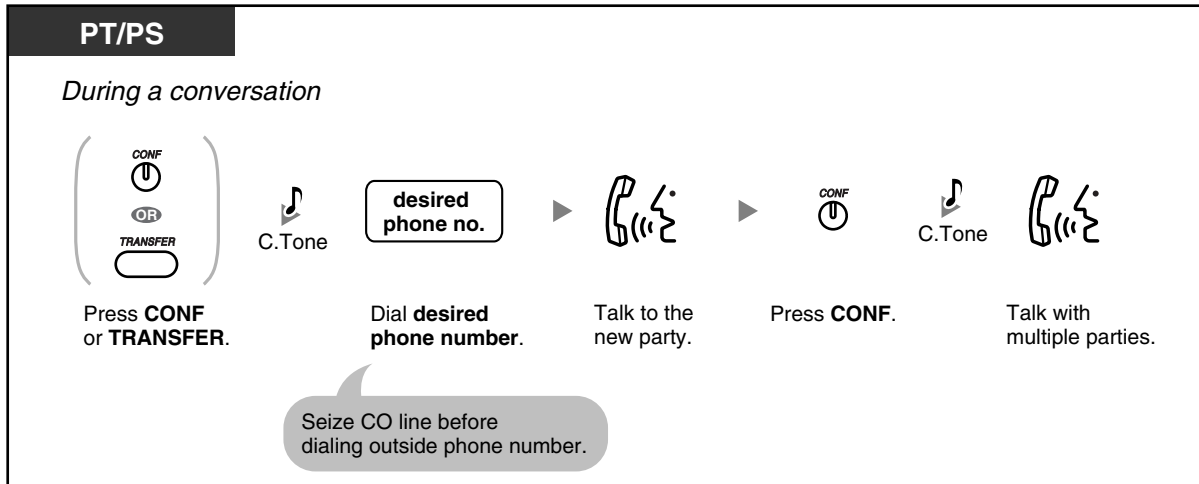 PT/PS
During a conversation
CONF
OR
TRANSFER
C.Tone
desired
phone no.
CONF
C.Tone
Press CONF
or TRANSFER.
Dial desired
phone number.
Talk to the
new party.
Press CONF.
Talk with
multiple parties.
Seize CO line before
dialing outside phone number.